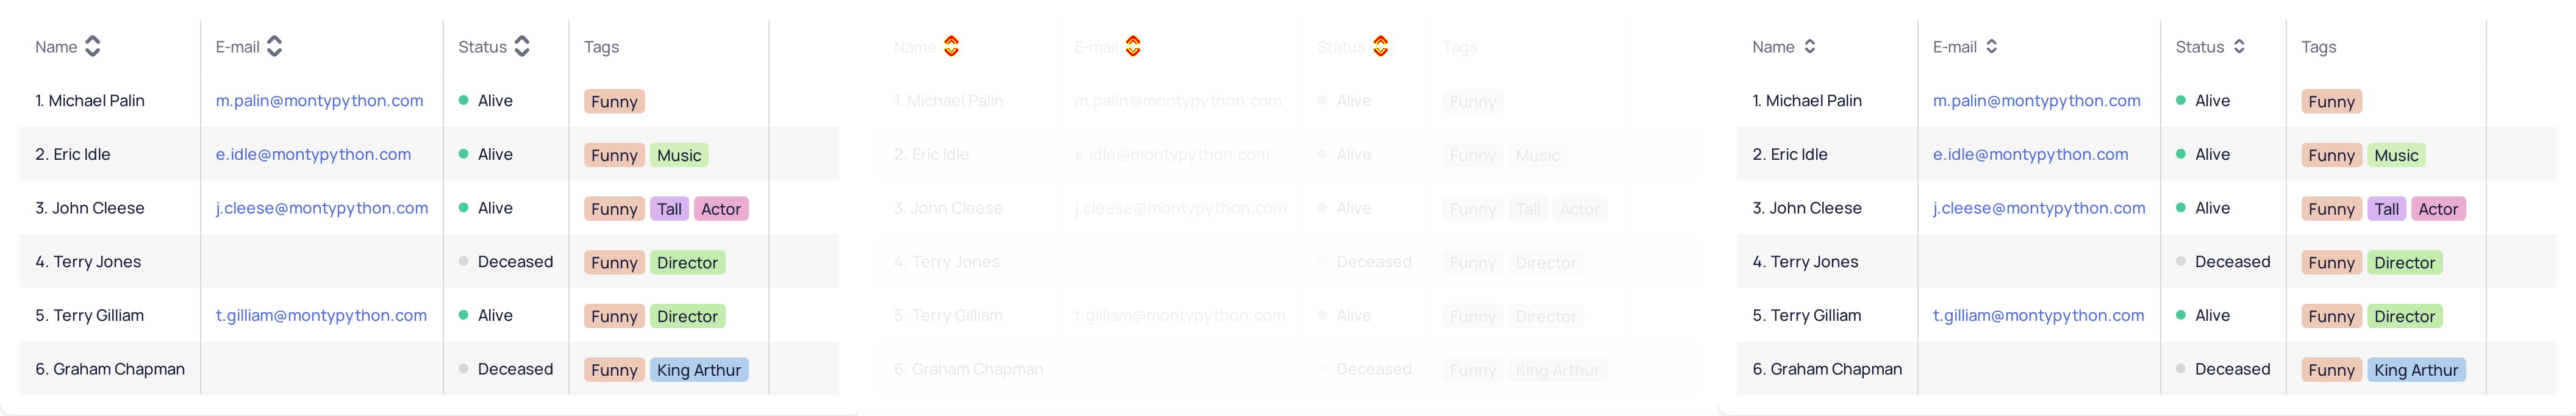 Name E-mail Status Tags
1. Michael Palin m.palin@montypython.com Alive Funny
2. Eric Idle e.idle@montypython.com Alive Funny Music
3. John Cleese j.cleese@montypython.com Alive Funny Tall Actor
4. Terry Jones Deceased Funny Director
5. Terry Gilliam t.gilliam@montypython.com Alive Funny Director
6. Graham Chapman Deceased Funny King Arthur
Name E-mail Status Tags
1. Michael Palin m.palin@montypython.com Alive Funny
2. Eric Idle e.idle@montypython.com Alive Funny Music
3. John Cleese j.cleese@montypython.com Alive Funny Tall Actor
4. Terry Jones Deceased Funny Director
5. Terry Gilliam t.gilliam@montypython.com Alive Funny Director
6. Graham Chapman Deceased Funny King Arthur
Name E-mail Status Tags
1. Michael Palin m.palin@montypython.com Alive Funny
2. Eric Idle e.idle@montypython.com Alive Funny Music
3. John Cleese j.cleese@montypython.com Alive Funny Tall Actor
4. Terry Jones Deceased Funny Director
5. Terry Gilliam t.gilliam@montypython.com Alive Funny Director
6. Graham Chapman Deceased Funny King Arthur